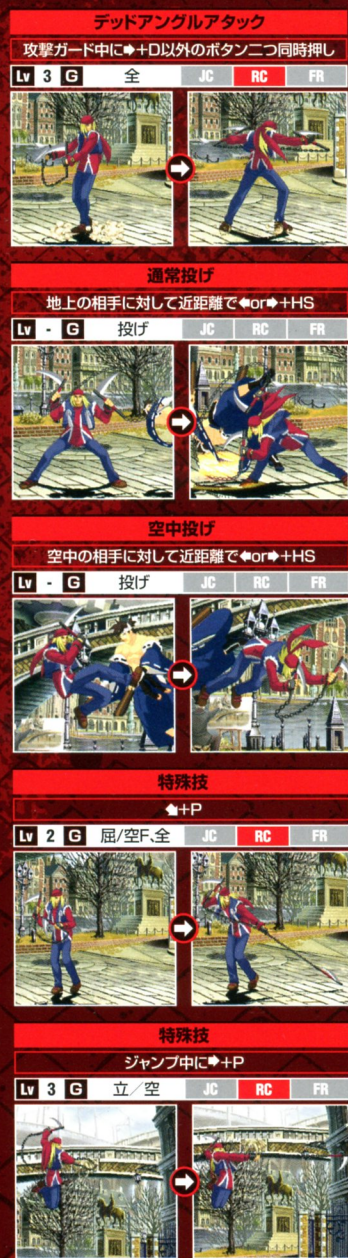 デッドアングルアタック
攻撃ガード中に➡+D以外のボタン二つ同時押し
Lv 3 G 全 JC RC FR
通常投げ
地上の相手に対して近距離で⬅or➡+HS
Lv - G 投げ JC RC FR
空中投げ
空中の相手に対して近距離で⬅or➡+HS
Lv - G 投げ JC RC FR
特殊技
⬉+P
Lv 2 G 屈/空F、全 JC RC FR
特殊技
ジャンプ中に➡+P
Lv 3 G 立/空 JC RC FR